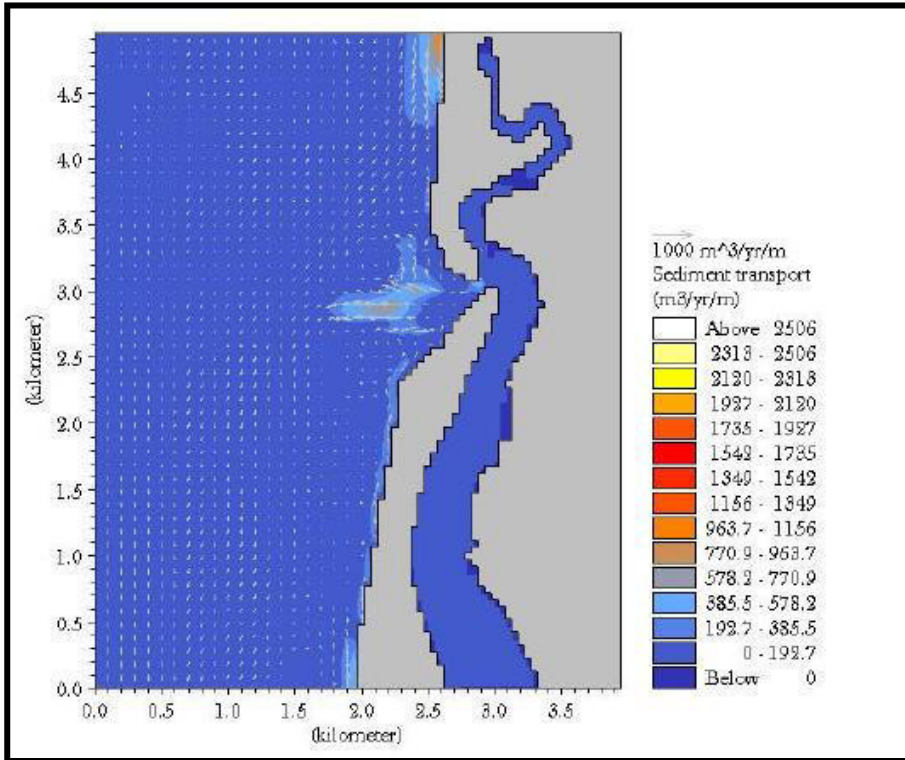 4.5
4.0
3.5
3.0
2.5
2.0
1.5
1.0
0.5
0.0
(kilometer)
0.0 0.5 1.0 1.5 2.0 2.5 3.0 3.5
(kilometer)
1000 m^3/yr/m
Sediment transport
(m3/yr/m)
Above 2506
2313 - 2506
2120 - 2313
1927 - 2120
1735 - 1927
1542 - 1735
1349 - 1542
1156 - 1349
963.7 - 1156
770.9 - 963.7
578.2 - 770.9
385.5 - 578.2
192.7 - 385.5
0 - 192.7
Below 0